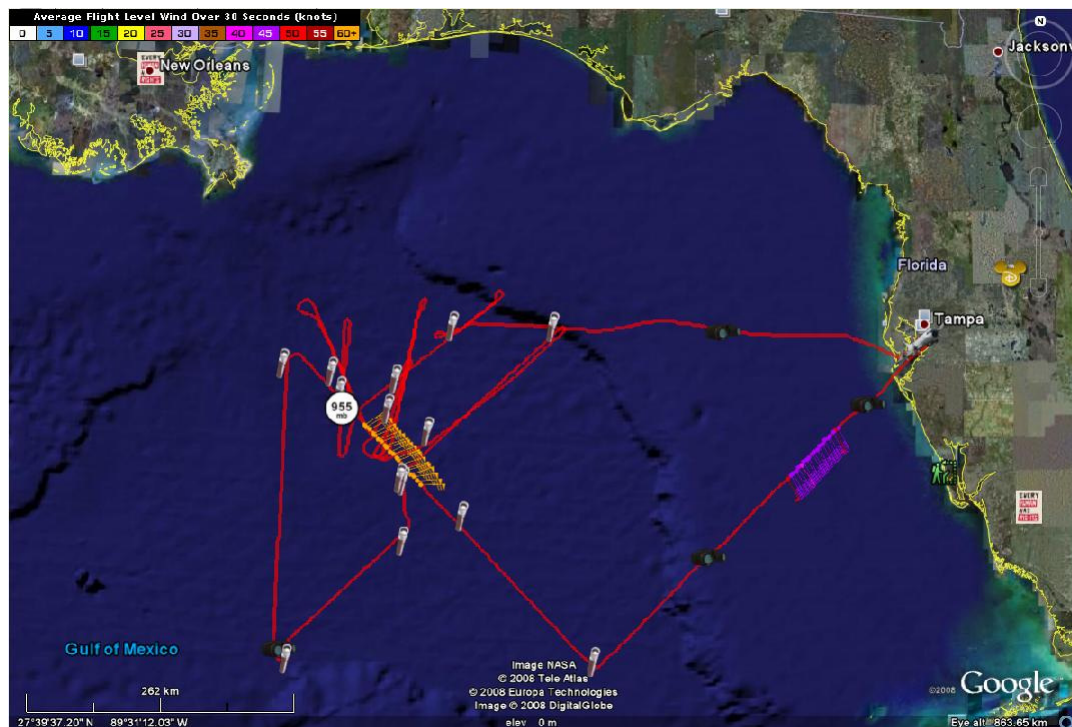 Average Flight Level Wind Over 30 Seconds (knots)
0 5 10 15 20 25 30 35 40 45 50 55 60+
New Orleans
N
Jacksonv
Florida
Tampa
955
mb
Gulf of Mexico
262 km
Image NASA
© 2008 Tele Atlas
© 2008 Europa Technologies
Image © 2008 DigitalGlobe
©2008 Google
27°39'37.20" N 89°31'12.03" W
elev 0 m
Eye alt 863.65 km